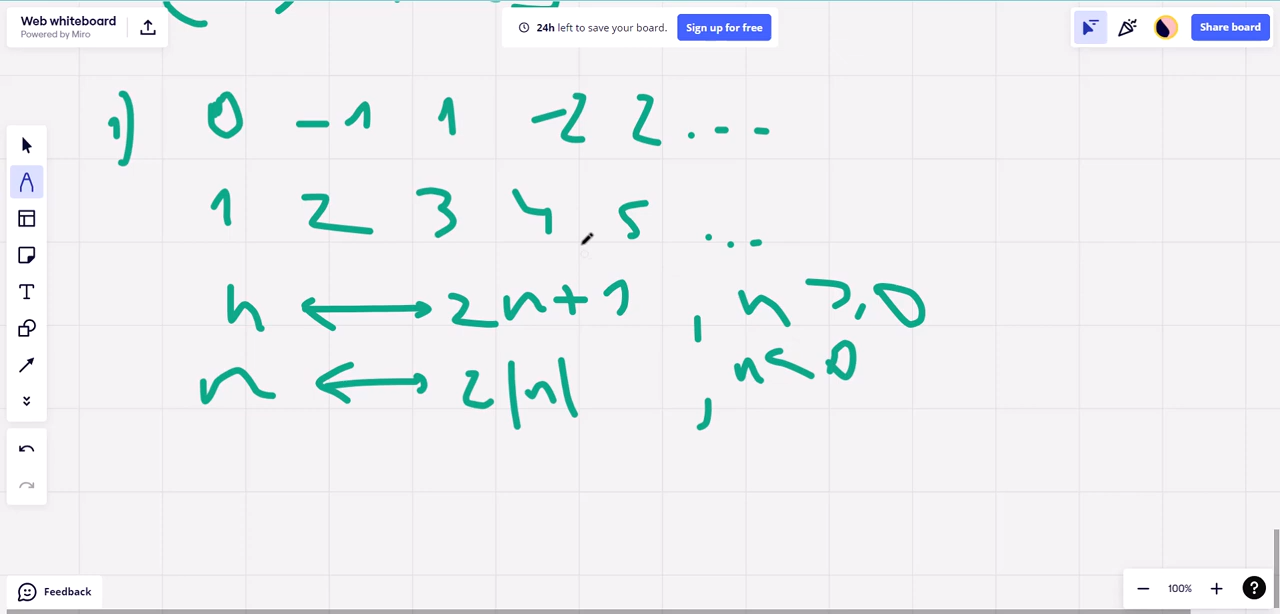 Web whiteboard
Powered by Miro
24h left to save your board. Sign up for free
Share board
1) 0 -1 1 -2 2 ...
1 2 3 4 5 ...
n ↔ 2n+1 , n ⩾ 0
n ↔ 2|n| , n < 0
T
Feedback
100%
?